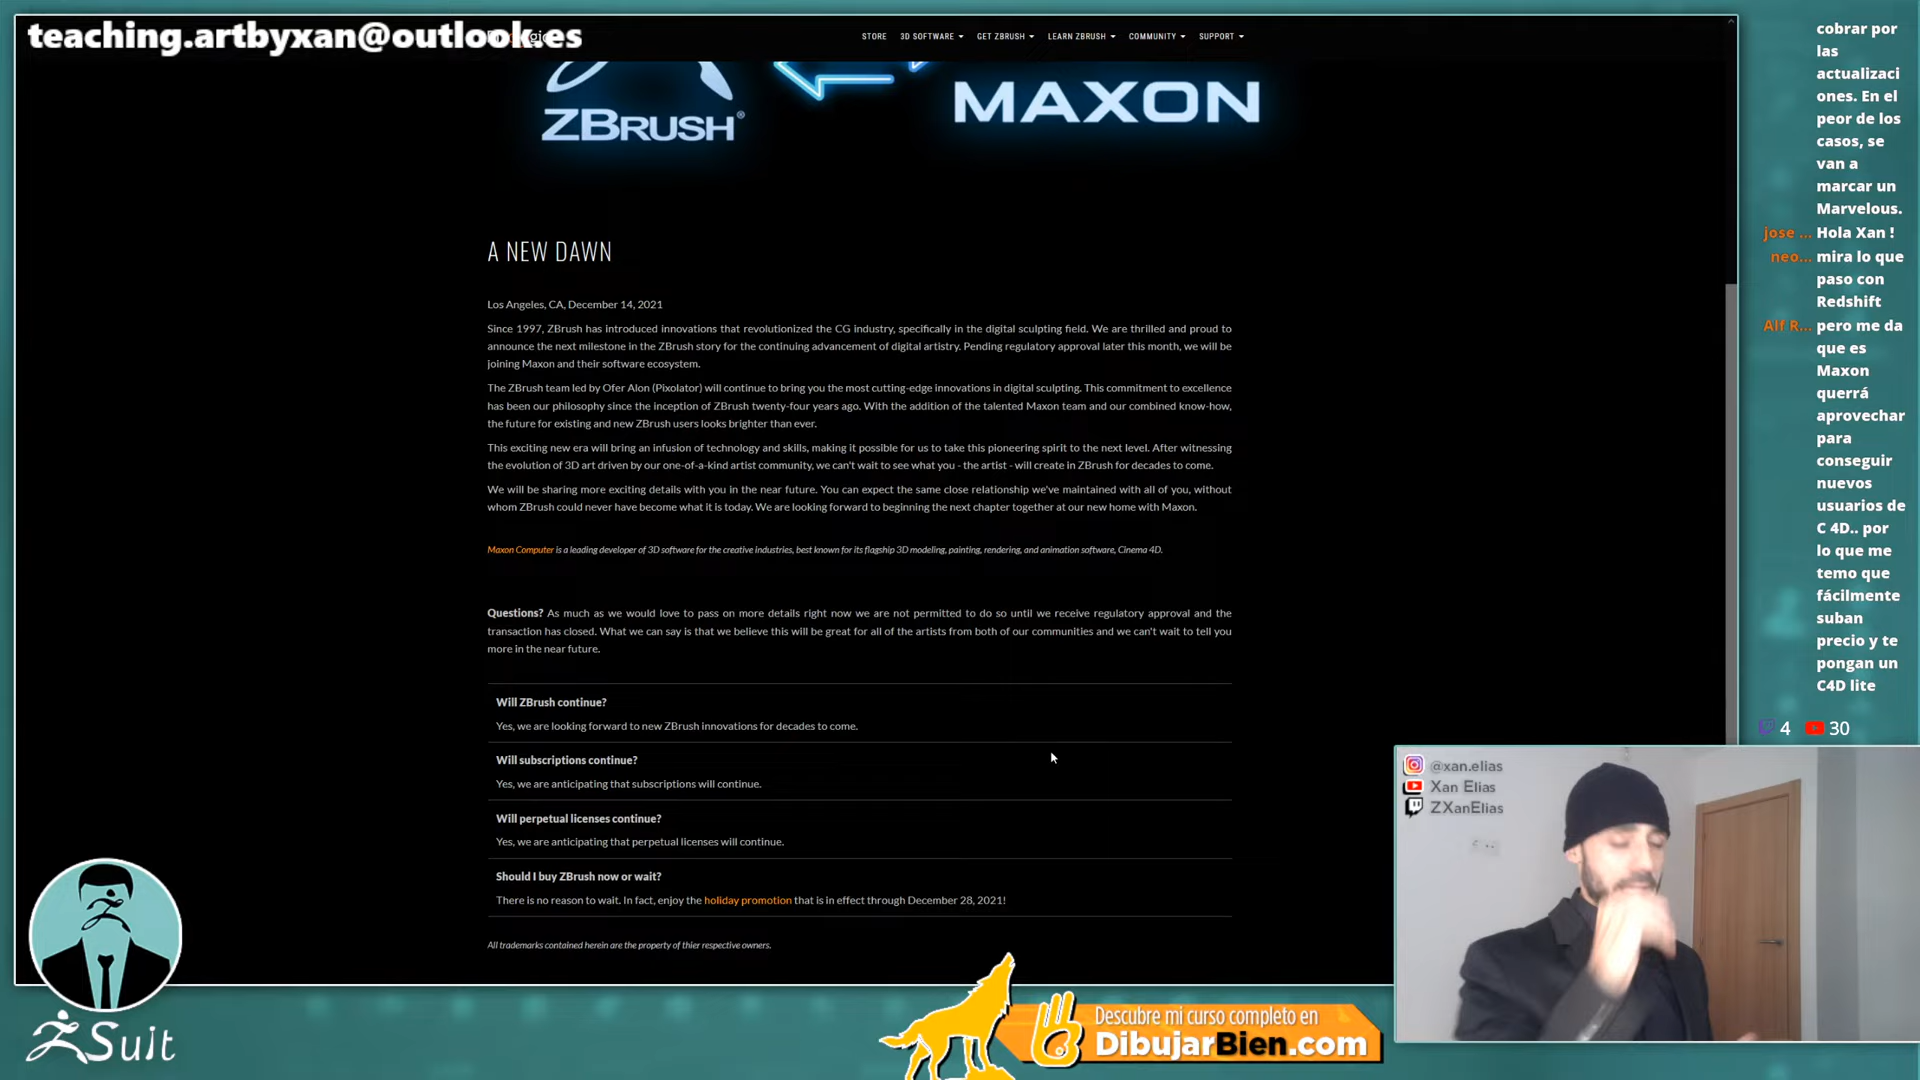 teaching.artbyxan@outlook.es
STORE 3D SOFTWARE GET ZBRUSH LEARN ZBRUSH COMMUNITY SUPPORT
ZBRUSH®
MAXON
A NEW DAWN
Los Angeles, CA, December 14, 2021
Since 1997, ZBrush has introduced innovations that revolutionized the CG industry, specifically in the digital sculpting field. We are thrilled and proud to
announce the next milestone in the ZBrush story for the continuing advancement of digital artistry. Pending regulatory approval later this month, we will be
joining Maxon and their software ecosystem.
The ZBrush team led by Ofer Alon (Pixolator) will continue to bring you the most cutting-edge innovations in digital sculpting. This commitment to excellence
has been our philosophy since the inception of ZBrush twenty-four years ago. With the addition of the talented Maxon team and our combined know-how,
the future for existing and new ZBrush users looks brighter than ever.
This exciting new era will bring an infusion of technology and skills, making it possible for us to take this pioneering spirit to the next level. After witnessing
the evolution of 3D art driven by our one-of-a-kind artist community, we can't wait to see what you - the artist - will create in ZBrush for decades to come.
We will be sharing more exciting details with you in the near future. You can expect the same close relationship we've maintained with all of you, without
whom ZBrush could never have become what it is today. We are looking forward to beginning the next chapter together at our new home with Maxon.
Maxon Computer is a leading developer of 3D software for the creative industries, best known for its flagship 3D modeling, painting, rendering, and animation software, Cinema 4D.
Questions? As much as we would love to pass on more details right now we are not permitted to do so until we receive regulatory approval and the
transaction has closed. What we can say is that we believe this will be great for all of the artists from both of our communities and we can't wait to tell you
more in the near future.
Will ZBrush continue?
Yes, we are looking forward to new ZBrush innovations for decades to come.
Will subscriptions continue?
Yes, we are anticipating that subscriptions will continue.
Will perpetual licenses continue?
Yes, we are anticipating that perpetual licenses will continue.
Should I buy ZBrush now or wait?
There is no reason to wait. In fact, enjoy the holiday promotion that is in effect through December 28, 2021!
All trademarks contained herein are the property of thier respective owners.
cobrar por
las
actualizaci
ones. En el
peor de los
casos, se
van a
marcar un
Marvelous.
jose ... Hola Xan !
neo... mira lo que
paso con
Redshift
Alf R... pero me da
que es
Maxon
querrá
aprovechar
para
conseguir
nuevos
usuarios de
C 4D.. por
lo que me
temo que
fácilmente
suban
precio y te
pongan un
C4D lite
4 30
@xan.elias
Xan Elias
ZXanElias
ZSuit
Descubre mi curso completo en
DibujarBien.com